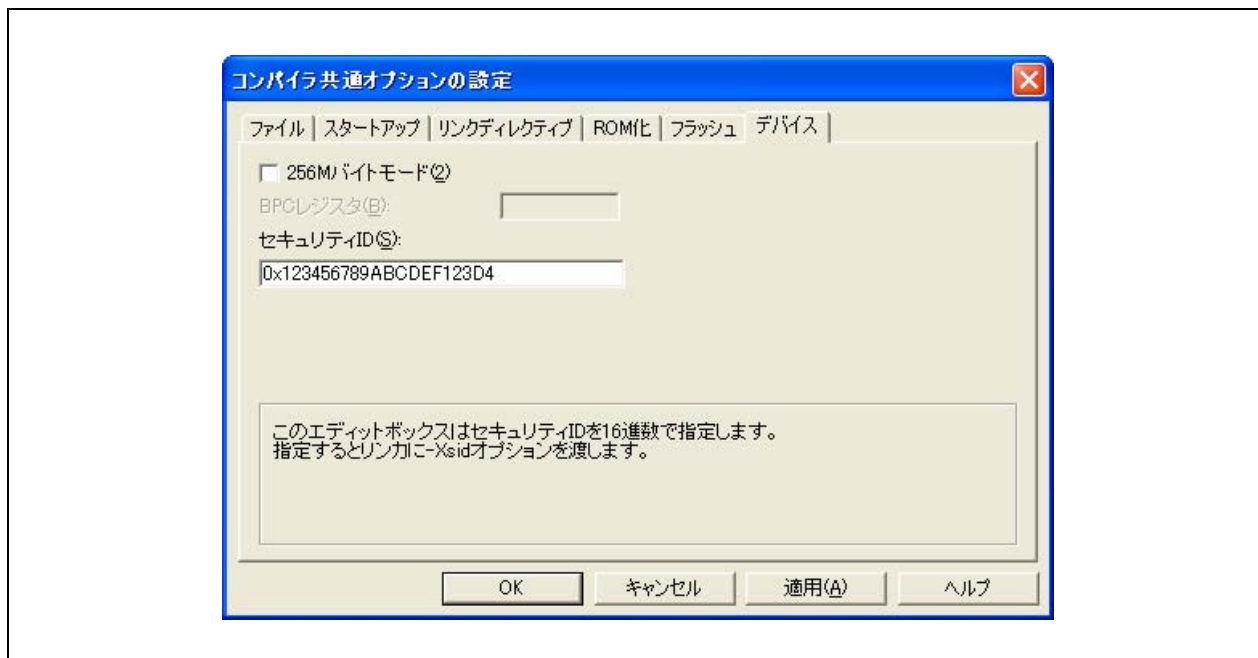 コンパイラ共通オプションの設定
ファイル スタートアップ リンクディレクティブ ROM化 フラッシュ デバイス
256Mバイトモード(2)
BPCレジスタ(B):
セキュリティID(S):
0x123456789ABCDEF123D4
このエディットボックスはセキュリティIDを16進数で指定します。
指定するとリンカに-Xsidオプションを渡します。
OK キャンセル 適用(A) ヘルプ